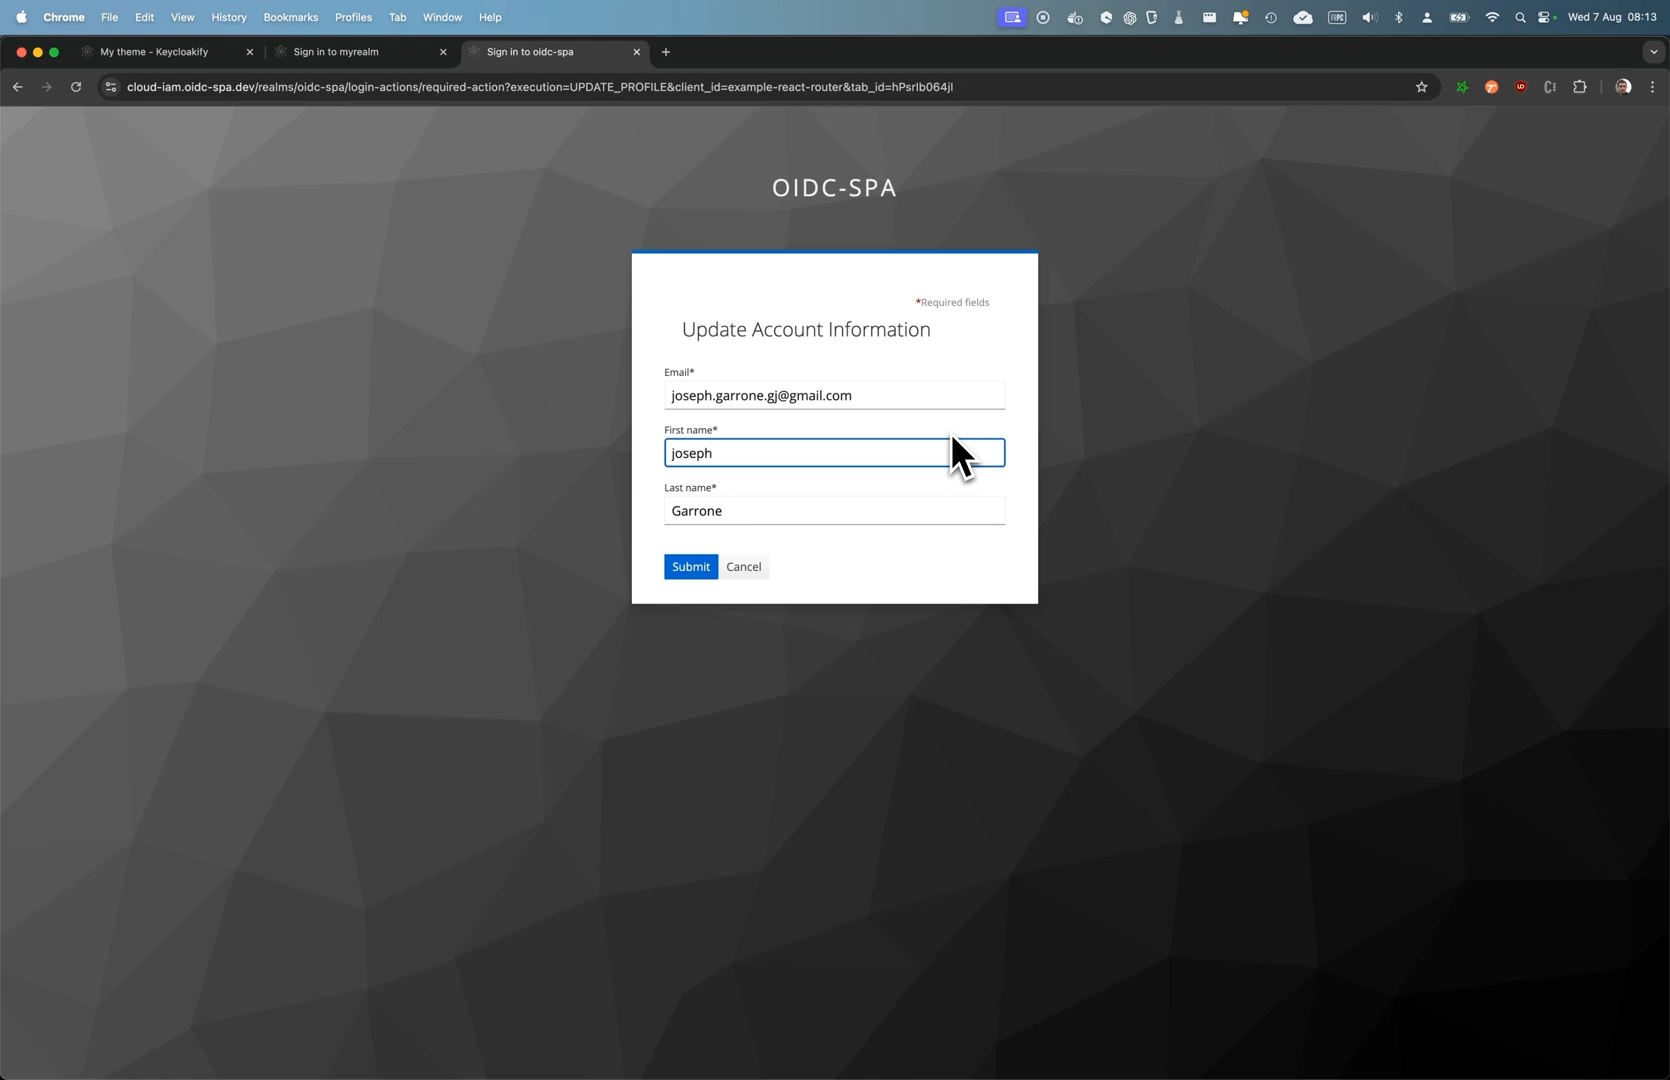 Chrome File Edit View History Bookmarks Profiles Tab Window Help Wed 7 Aug 08:13
My theme - Keycloakify Sign in to myrealm Sign in to oidc-spa
cloud-iam.oidc-spa.dev/realms/oidc-spa/login-actions/required-action?execution=UPDATE_PROFILE&client_id=example-react-router&tab_id=hPsrIb064jI
OIDC-SPA
*Required fields
Update Account Information
Email*
joseph.garrone.gj@gmail.com
First name*
joseph
Last name*
Garrone
Submit Cancel